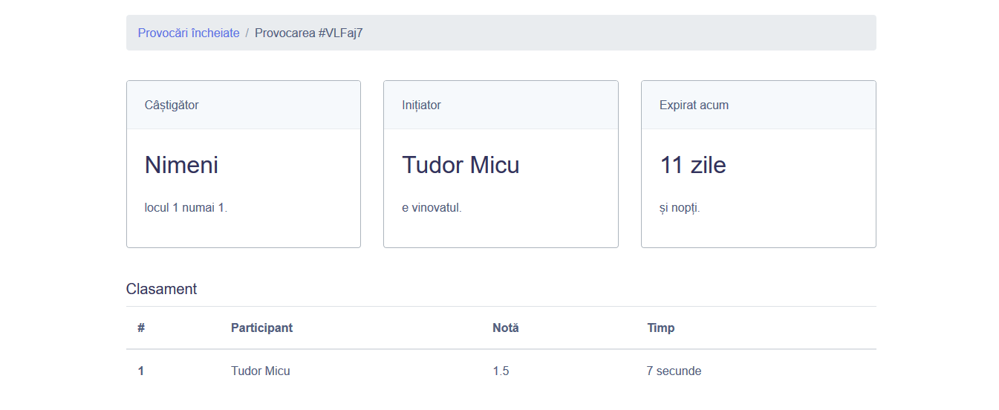 Provocări încheiate / Provocarea #VLFaj7
Câștigător
Inițiator
Expirat acum
Nimeni
Tudor Micu
11 zile
locul 1 numai 1.
e vinovatul.
și nopți.
Clasament
# Participant Notă Timp
1 Tudor Micu 1.5 7 secunde